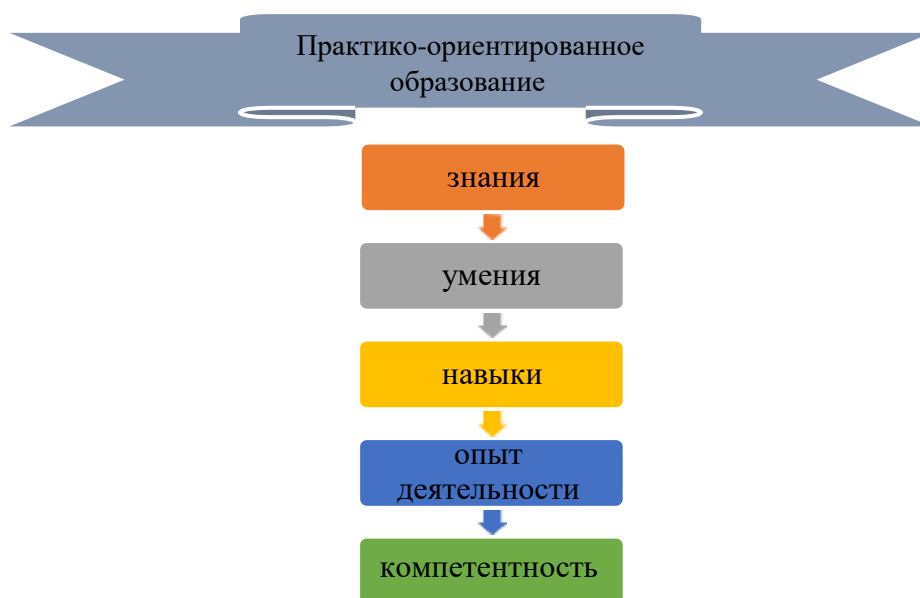 Практико-ориентированное
образование
знания
умения
навыки
опыт
деятельности
компетентность